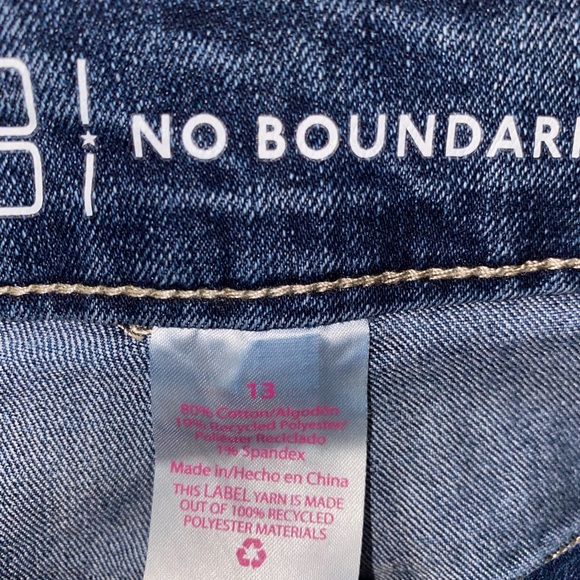 NO BOUNDARI
13
80% Cotton/Algodón
19% Recycled Polyester/
Poliester Reciclado
1% Spandex
Made in/Hecho en China
THIS LABEL YARN IS MADE
OUT OF 100% RECYCLED
POLYESTER MATERIALS